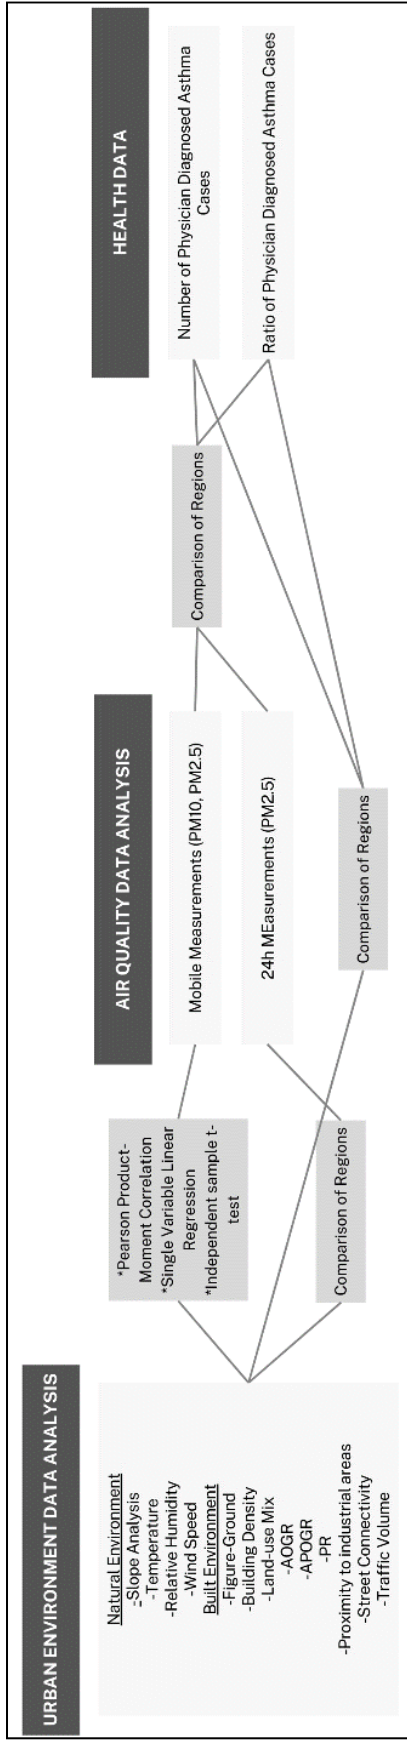 URBAN ENVIRONMENT DATA ANALYSIS
Natural Environment
-Slope Analysis
-Temperature
-Relative Humidity
-Wind Speed
Built Environment
-Figure-Ground
-Building Density
-Land-use Mix
-AOGR
-APOGR
-PR
-Proximity to industrial areas
-Street Connectivity
-Traffic Volume
*Pearson Product-
Moment Correlation
*Single Variable Linear
Regression
*Independent sample t-
test
Comparison of Regions
AIR QUALITY DATA ANALYSIS
Mobile Measurements (PM10, PM2.5)
24h MEasurements (PM2.5)
Comparison of Regions
Comparison of Regions
HEALTH DATA
Number of Physician Diagnosed Asthma
Cases
Ratio of Physician Diagnosed Asthma Cases